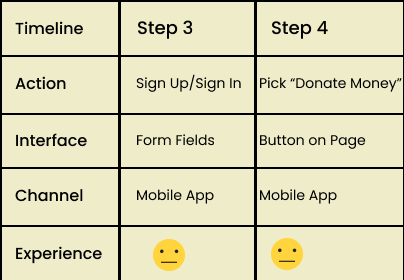 Timeline Step 3 Step 4
Action Sign Up/Sign In Pick “Donate Money”
Interface Form Fields Button on Page
Channel Mobile App Mobile App
Experience